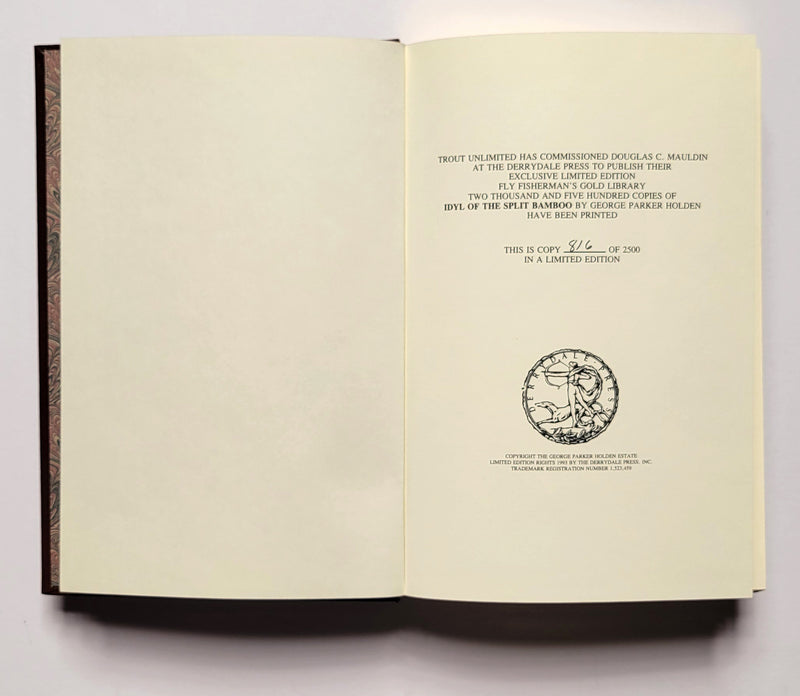 TROUT UNLIMITED HAS COMMISSIONED DOUGLAS C. MAULDIN
AT THE DERRYDALE PRESS TO PUBLISH THEIR
EXCLUSIVE LIMITED EDITION
FLY FISHERMAN'S GOLD LIBRARY
TWO THOUSAND AND FIVE HUNDRED COPIES OF
IDYL OF THE SPLIT BAMBOO BY GEORGE PARKER HOLDEN
HAVE BEEN PRINTED
THIS IS COPY 816 OF 2500
IN A LIMITED EDITION
DERRYDALE PRESS
COPYRIGHT THE GEORGE PARKER HOLDEN ESTATE
LIMITED EDITION RIGHTS 1993 BY THE DERRYDALE PRESS, INC.
TRADEMARK REGISTRATION NUMBER 1,523,459